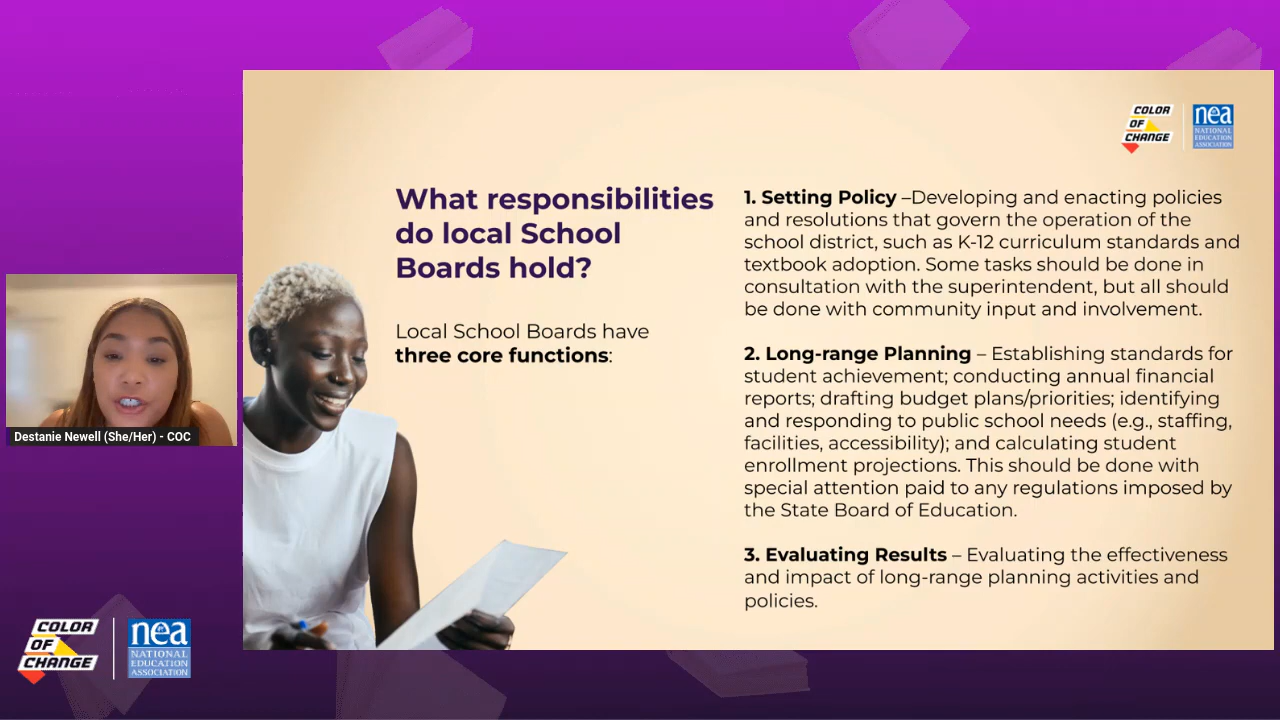 COLOR
OF
CHANGE
nea
NATIONAL
EDUCATION
ASSOCIATION
What responsibilities
do local School
Boards hold?
Local School Boards have
three core functions:
1. Setting Policy –Developing and enacting policies
and resolutions that govern the operation of the
school district, such as K-12 curriculum standards and
textbook adoption. Some tasks should be done in
consultation with the superintendent, but all should
be done with community input and involvement.
2. Long-range Planning – Establishing standards for
student achievement; conducting annual financial
reports; drafting budget plans/priorities; identifying
and responding to public school needs (e.g., staffing,
facilities, accessibility); and calculating student
enrollment projections. This should be done with
special attention paid to any regulations imposed by
the State Board of Education.
3. Evaluating Results – Evaluating the effectiveness
and impact of long-range planning activities and
policies.
Destanie Newell (She/Her) - COC
COLOR
OF
CHANGE
nea
NATIONAL
EDUCATION
ASSOCIATION